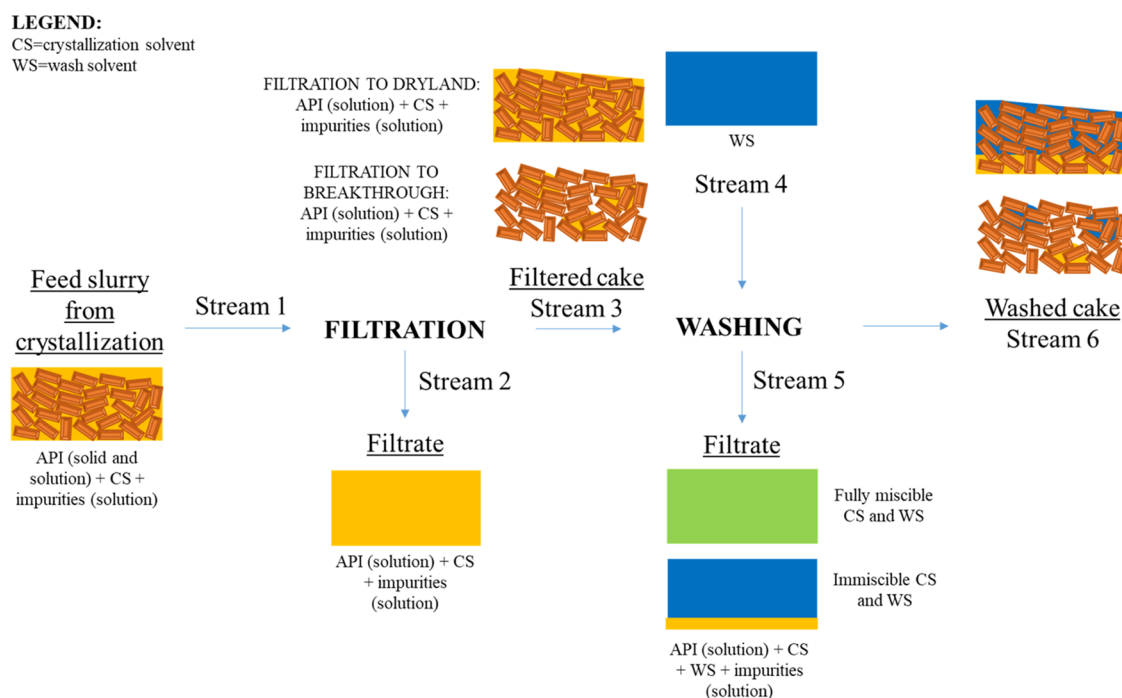 LEGEND:
CS=crystallization solvent
WS=wash solvent
FILTRATION TO DRYLAND:
API (solution) + CS +
impurities (solution)
FILTRATION TO
BREAKTHROUGH:
API (solution) + CS +
impurities (solution)
WS
Stream 4
Feed slurry
from
crystallization
Stream 1
FILTRATION
Filtered cake
Stream 3
WASHING
Washed cake
Stream 6
API (solid and
solution) + CS +
impurities (solution)
Stream 2
Filtrate
API (solution) + CS
+ impurities
(solution)
Stream 5
Filtrate
Fully miscible
CS and WS
Immiscible CS
and WS
API (solution) + CS
+ WS + impurities
(solution)